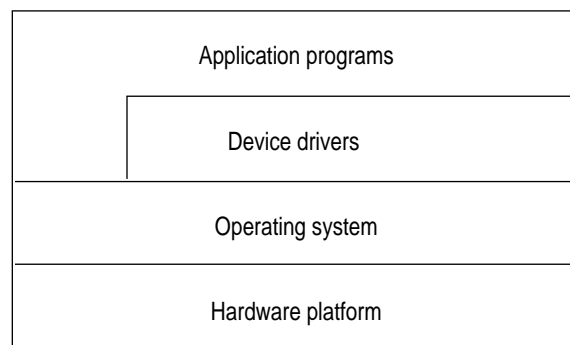 Application programs
Device drivers
Operating system
Hardware platform